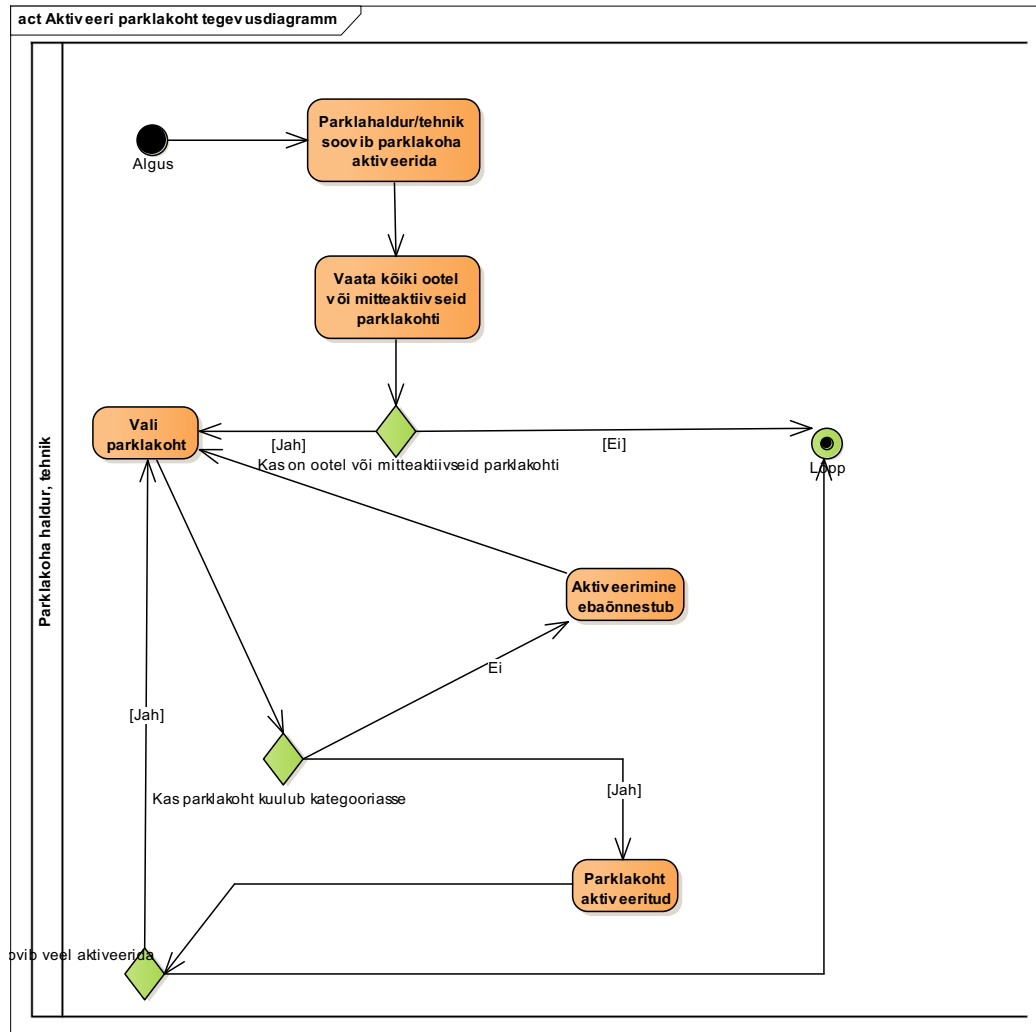 act Aktiveeri parklakoht tegevusdiagramm
Parklakoha haldur, tehnik
Algus
Parklahaldur/tehnik
soovib parklakoha
aktiveerida
Vaata kõiki ootel
või mitteaktiivseid
parklakohti
Vali
parklakoht
[Jah]
[Ei]
Kas on ootel või mitteaktiivseid parklakohti
Lõpp
Aktiveerimine
ebaõnnestub
Ei
[Jah]
Kas parklakoht kuulub kategooriasse
[Jah]
Parklakoht
aktiveeritud
ovib veel aktiveerida